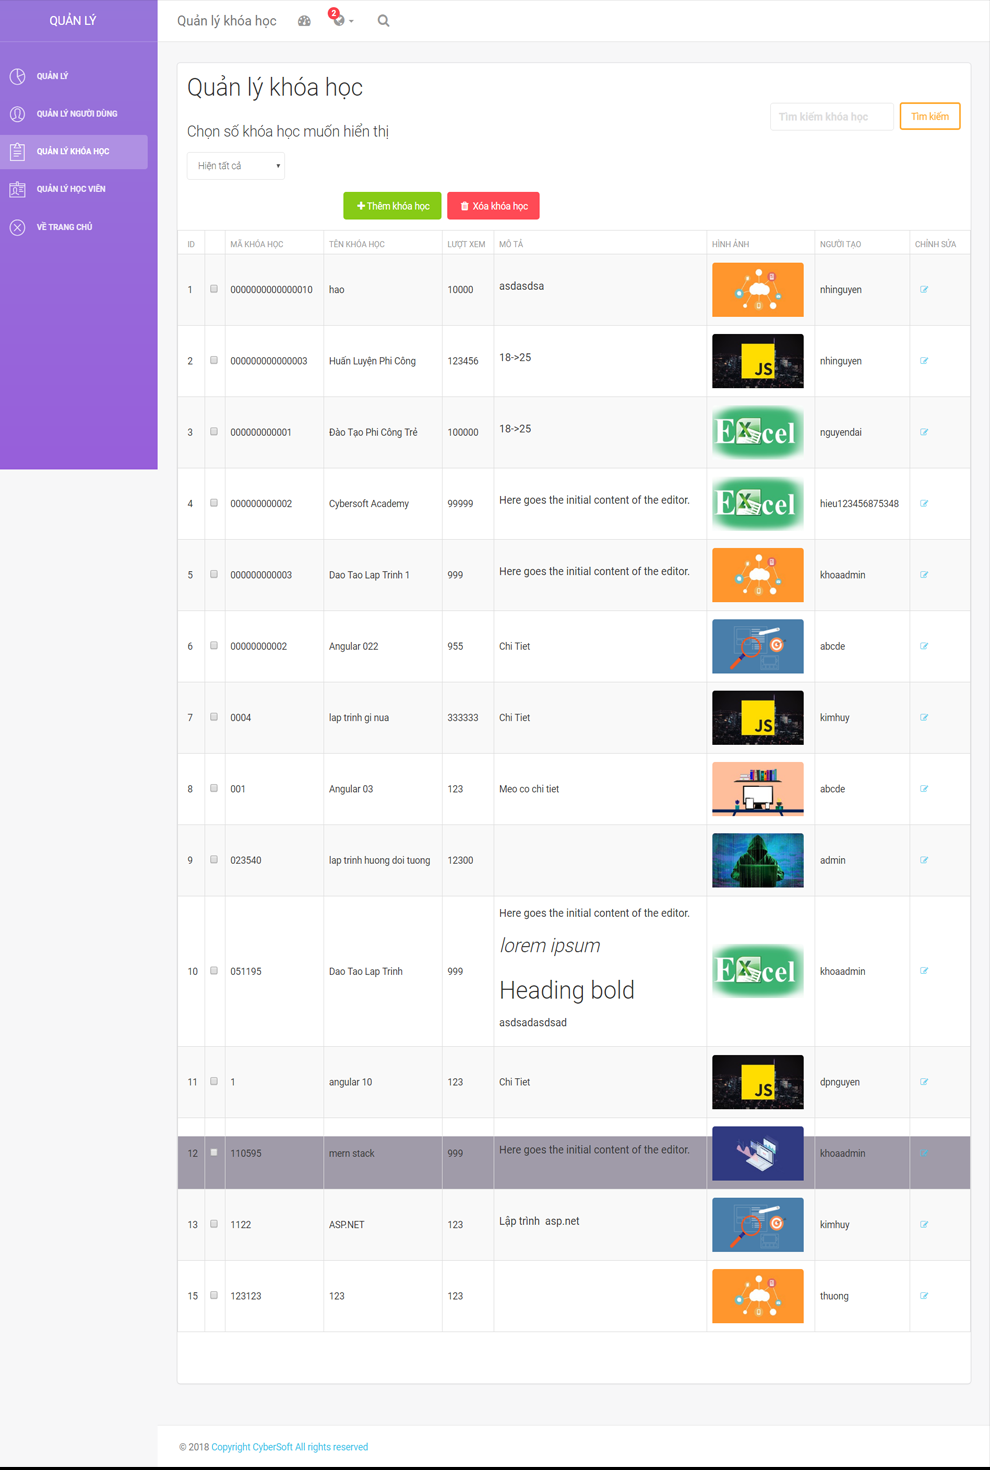 QUẢN LÝ
QUẢN LÝ
QUẢN LÝ NGƯỜI DÙNG
QUẢN LÝ KHÓA HỌC
QUẢN LÝ HỌC VIÊN
VỀ TRANG CHỦ
Quản lý khóa học 2
Quản lý khóa học
Tìm kiếm khóa học Tìm kiếm
Chọn số khóa học muốn hiển thị
Hiện tất cả
Thêm khóa học Xóa khóa học
ID MÃ KHÓA HỌC TÊN KHÓA HỌC LƯỢT XEM MÔ TẢ HÌNH ẢNH NGƯỜI TẠO CHỈNH SỬA
1 0000000000000010 hao 10000 asdasdsa nhinguyen
2 000000000000003 Huấn Luyện Phi Công 123456 18->25 JS nhinguyen
3 000000000001 Đào Tạo Phi Công Trẻ 100000 18->25 Excel nguyendai
4 000000000002 Cybersoft Academy 99999 Here goes the initial content of the editor. Excel hieu123456875348
5 000000000003 Dao Tao Lap Trinh 1 999 Here goes the initial content of the editor. khoaadmin
6 00000000002 Angular 022 955 Chi Tiet abcde
7 0004 lap trinh gi nua 333333 Chi Tiet JS kimhuy
8 001 Angular 03 123 Meo co chi tiet abcde
9 023540 lap trinh huong doi tuong 12300 admin
Here goes the initial content of the editor.
lorem ipsum
10 051195 Dao Tao Lap Trinh 999 Excel khoaadmin
Heading bold
asdsadasdsad
11 1 angular 10 123 Chi Tiet JS dpnguyen
12 110595 mern stack 999 Here goes the initial content of the editor. khoaadmin
13 1122 ASP.NET 123 Lập trình asp.net kimhuy
15 123123 123 123 thuong
© 2018 Copyright CyberSoft All rights reserved